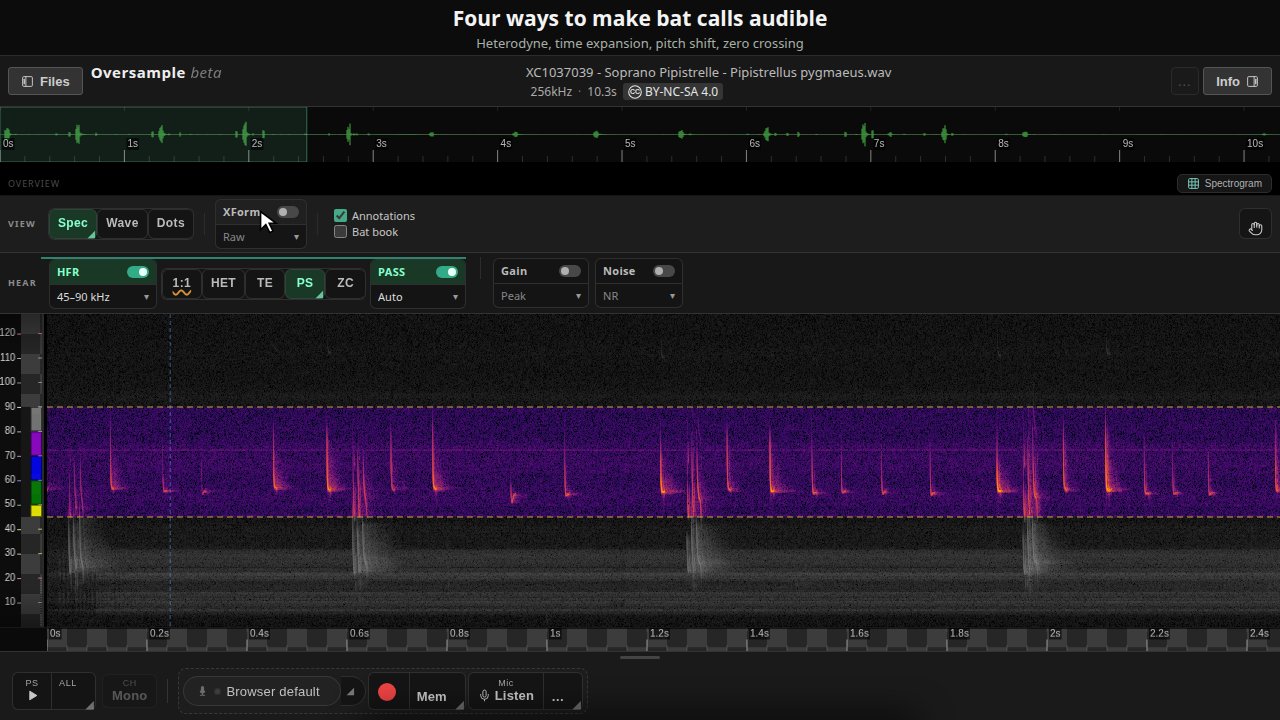 Four ways to make bat calls audible
Heterodyne, time expansion, pitch shift, zero crossing
Files
Oversample beta
XC1037039 - Soprano Pipistrelle - Pipistrellus pygmaeus.wav
256kHz · 10.3s CC BY-NC-SA 4.0
... Info
0s 1s 2s 3s 4s 5s 6s 7s 8s 9s 10s
OVERVIEW
Spectrogram
VIEW Spec Wave Dots
XForm
Raw
Annotations
Bat book
HEAR
HFR
45–90 kHz
1:1 HET TE PS ZC
PASS
Auto
Gain
Peak
Noise
NR
120
110
100
90
80
70
60
50
40
30
20
10
0s 0.2s 0.4s 0.6s 0.8s 1s 1.2s 1.4s 1.6s 1.8s 2s 2.2s 2.4s
PS ALL
CH
Mono
Browser default
Mem
Mic
Listen
...